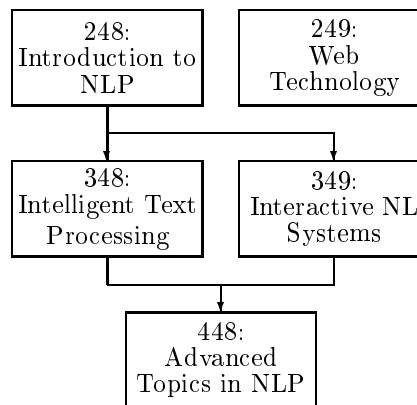 248:
Introduction to
NLP
249:
Web
Technology
348:
Intelligent Text
Processing
349:
Interactive NL
Systems
448:
Advanced
Topics in NLP